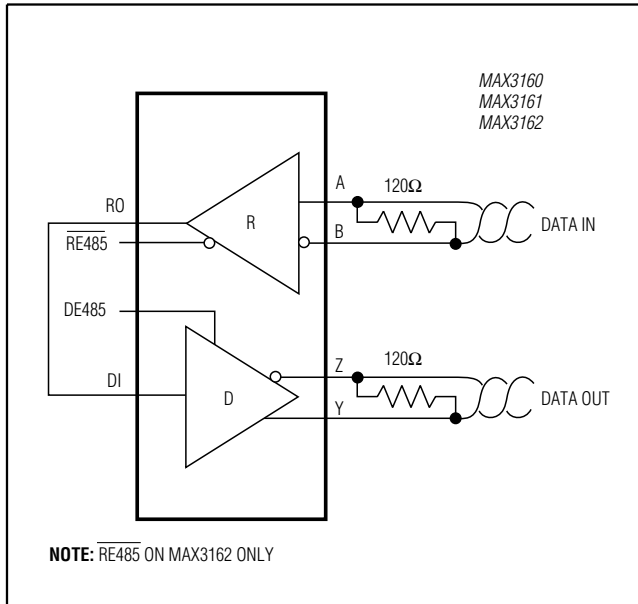 MAX3160
MAX3161
MAX3162
A
120Ω
RO
R
DATA IN
RE485
B
DE485
Z
120Ω
DI
D
DATA OUT
Y
NOTE: RE485 ON MAX3162 ONLY